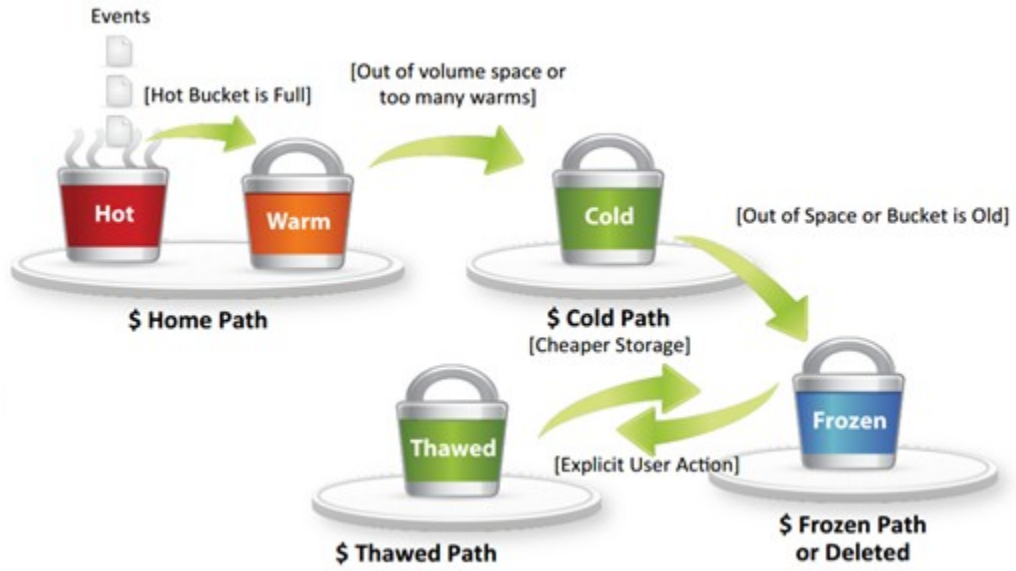 Events
[Hot Bucket is Full]
[Out of volume space or
too many warms]
Hot
Warm
Cold
[Out of Space or Bucket is Old]
$ Home Path
$ Cold Path
[Cheaper Storage]
Thawed
Frozen
[Explicit User Action]
$ Thawed Path
$ Frozen Path
or Deleted